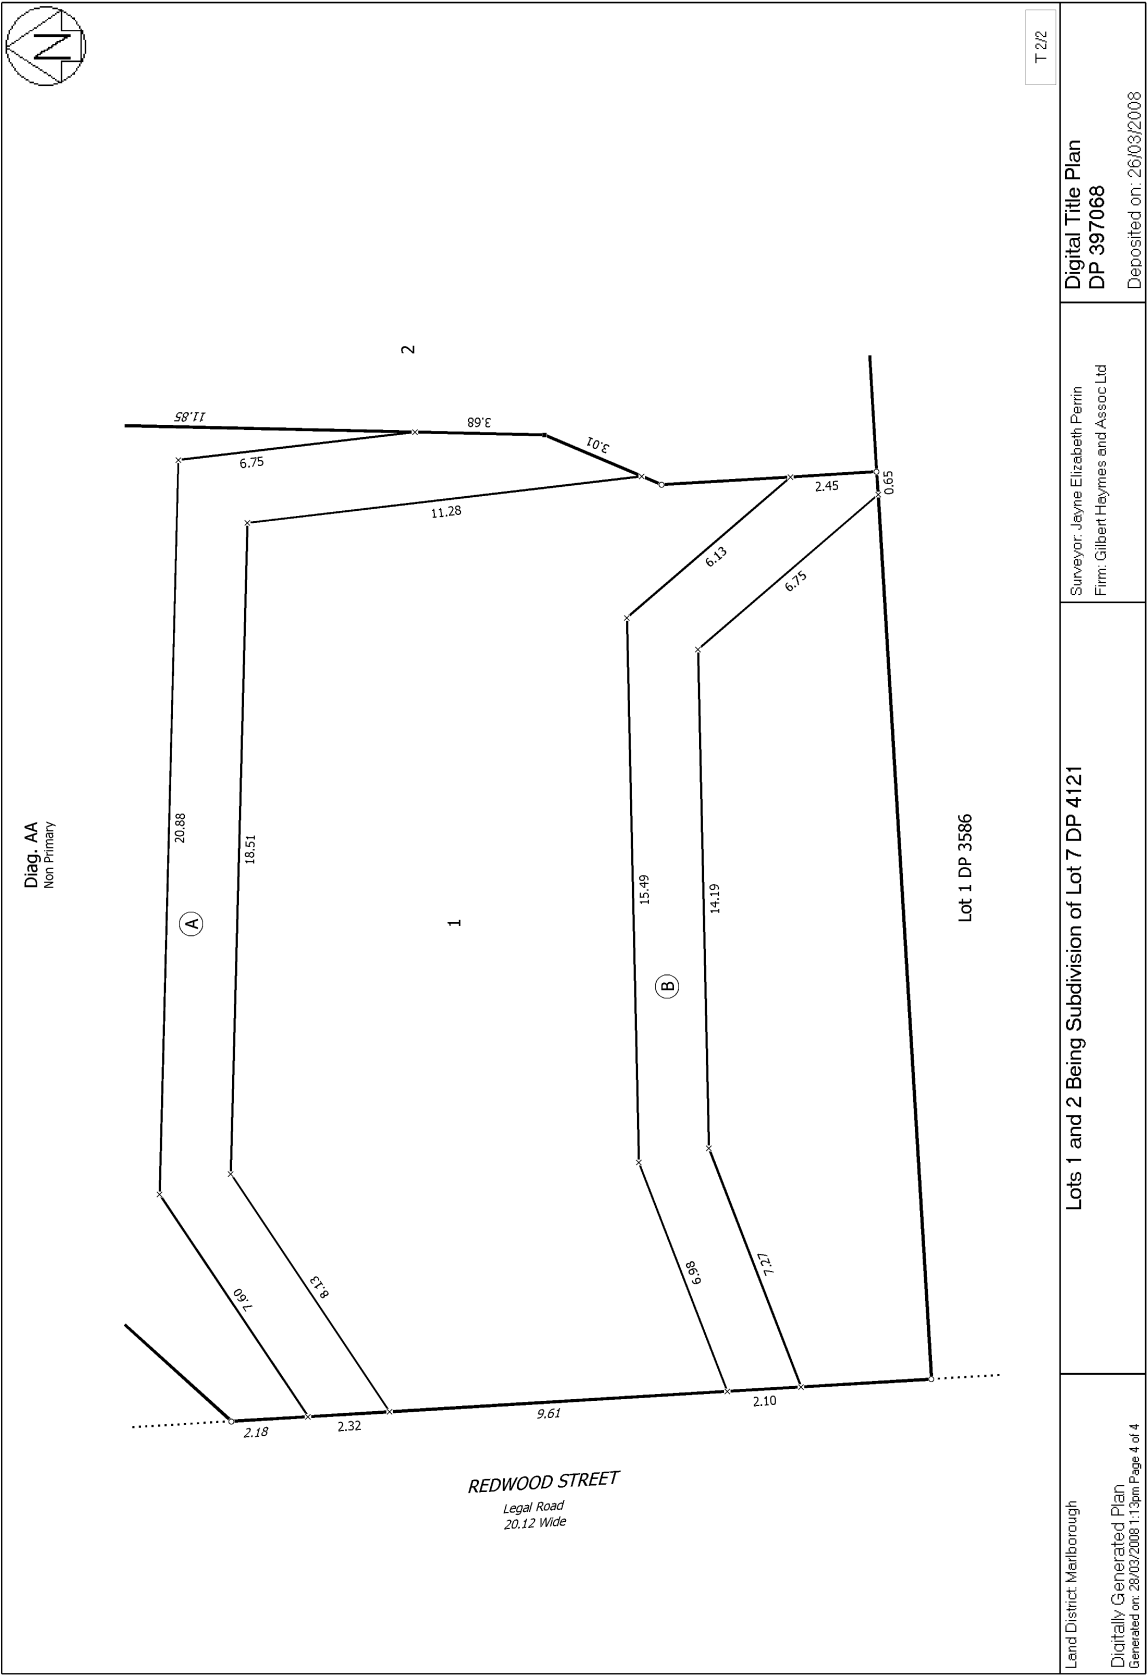 N
Diag. AA
Non Primary
T 2/2
2
11.85
3.68
3.01
6.75
11.28
2.45
0.65
6.13
6.75
20.88
18.51
A
1
15.49
14.19
B
Lot 1 DP 3586
7.60
8.13
6.98
7.27
2.18
2.32
9.61
2.10
REDWOOD STREET
Legal Road
20.12 Wide
Land District: Marlborough
Digitally Generated Plan
Generated on: 28/03/2008 1:13pm Page 4 of 4
Lots 1 and 2 Being Subdivision of Lot 7 DP 4121
Surveyor: Jayne Elizabeth Perrin
Firm: Gilbert Haymes and Assoc Ltd
Digital Title Plan
DP 397068
Deposited on: 26/03/2008